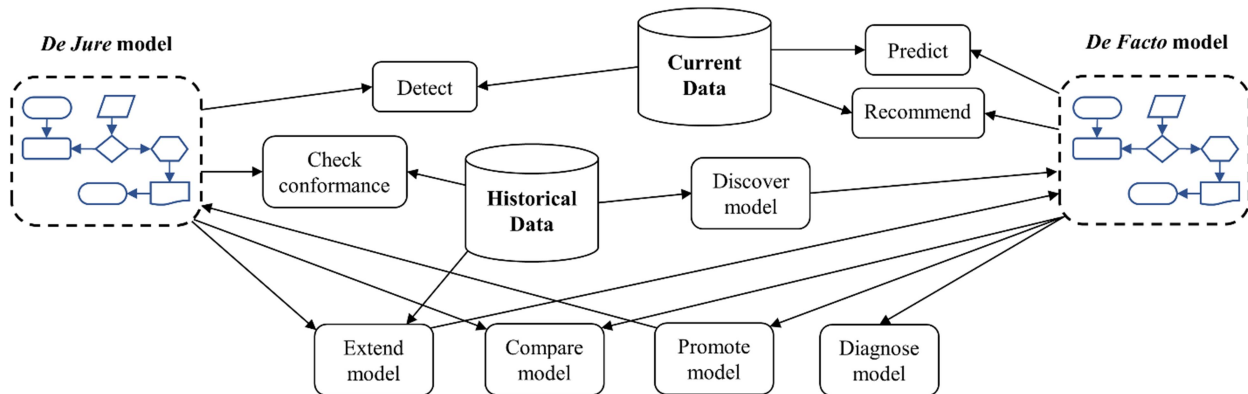 De Jure model
De Facto model
Current
Data
Predict
Detect
Recommend
Check
conformance
Historical
Data
Discover
model
Extend
model
Compare
model
Promote
model
Diagnose
model